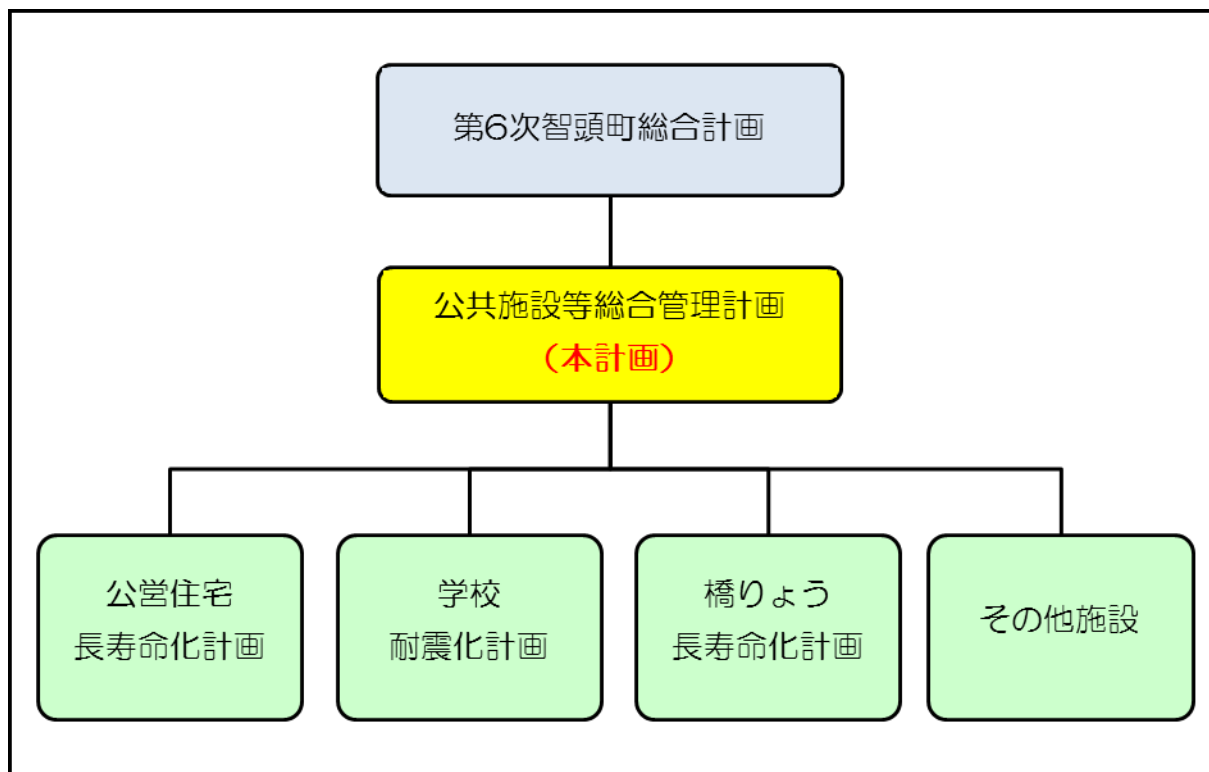 第6次智頭町総合計画
公共施設等総合管理計画
（本計画）
公営住宅
長寿命化計画
学校
耐震化計画
橋りょう
長寿命化計画
その他施設